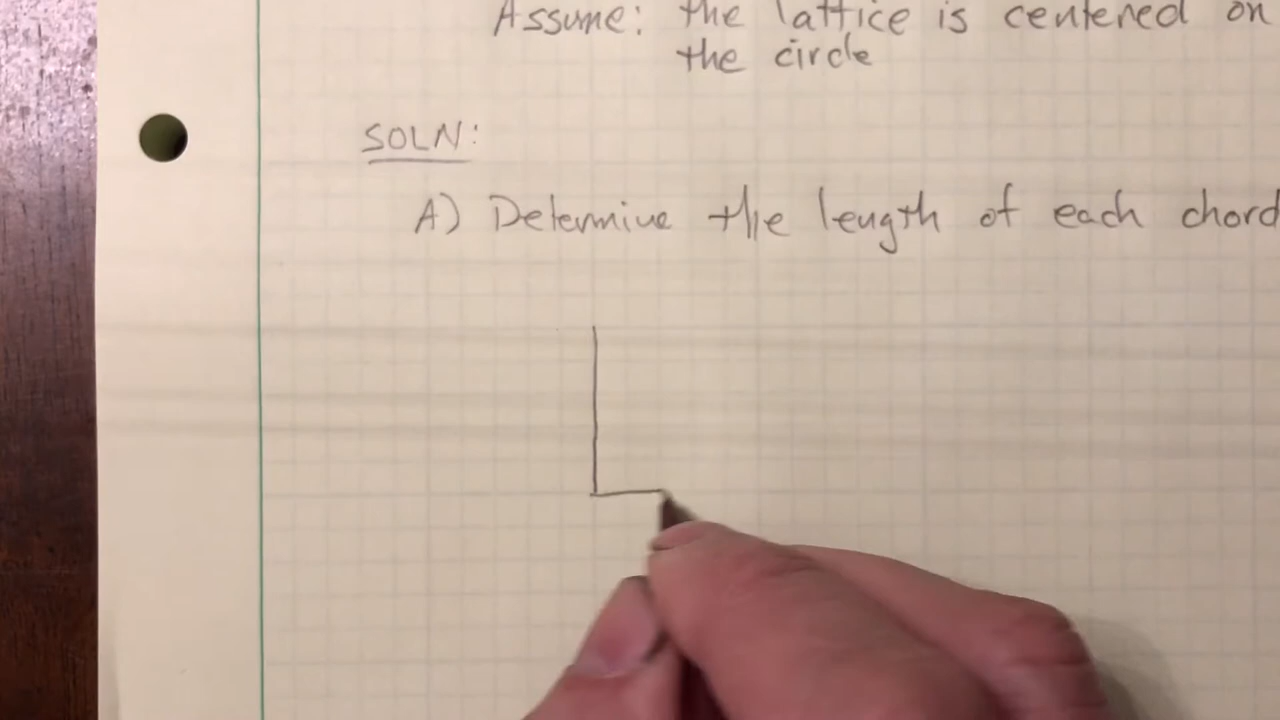 Assume: the lattice is centered on
the circle
SOLN:
A) Determine the length of each chord